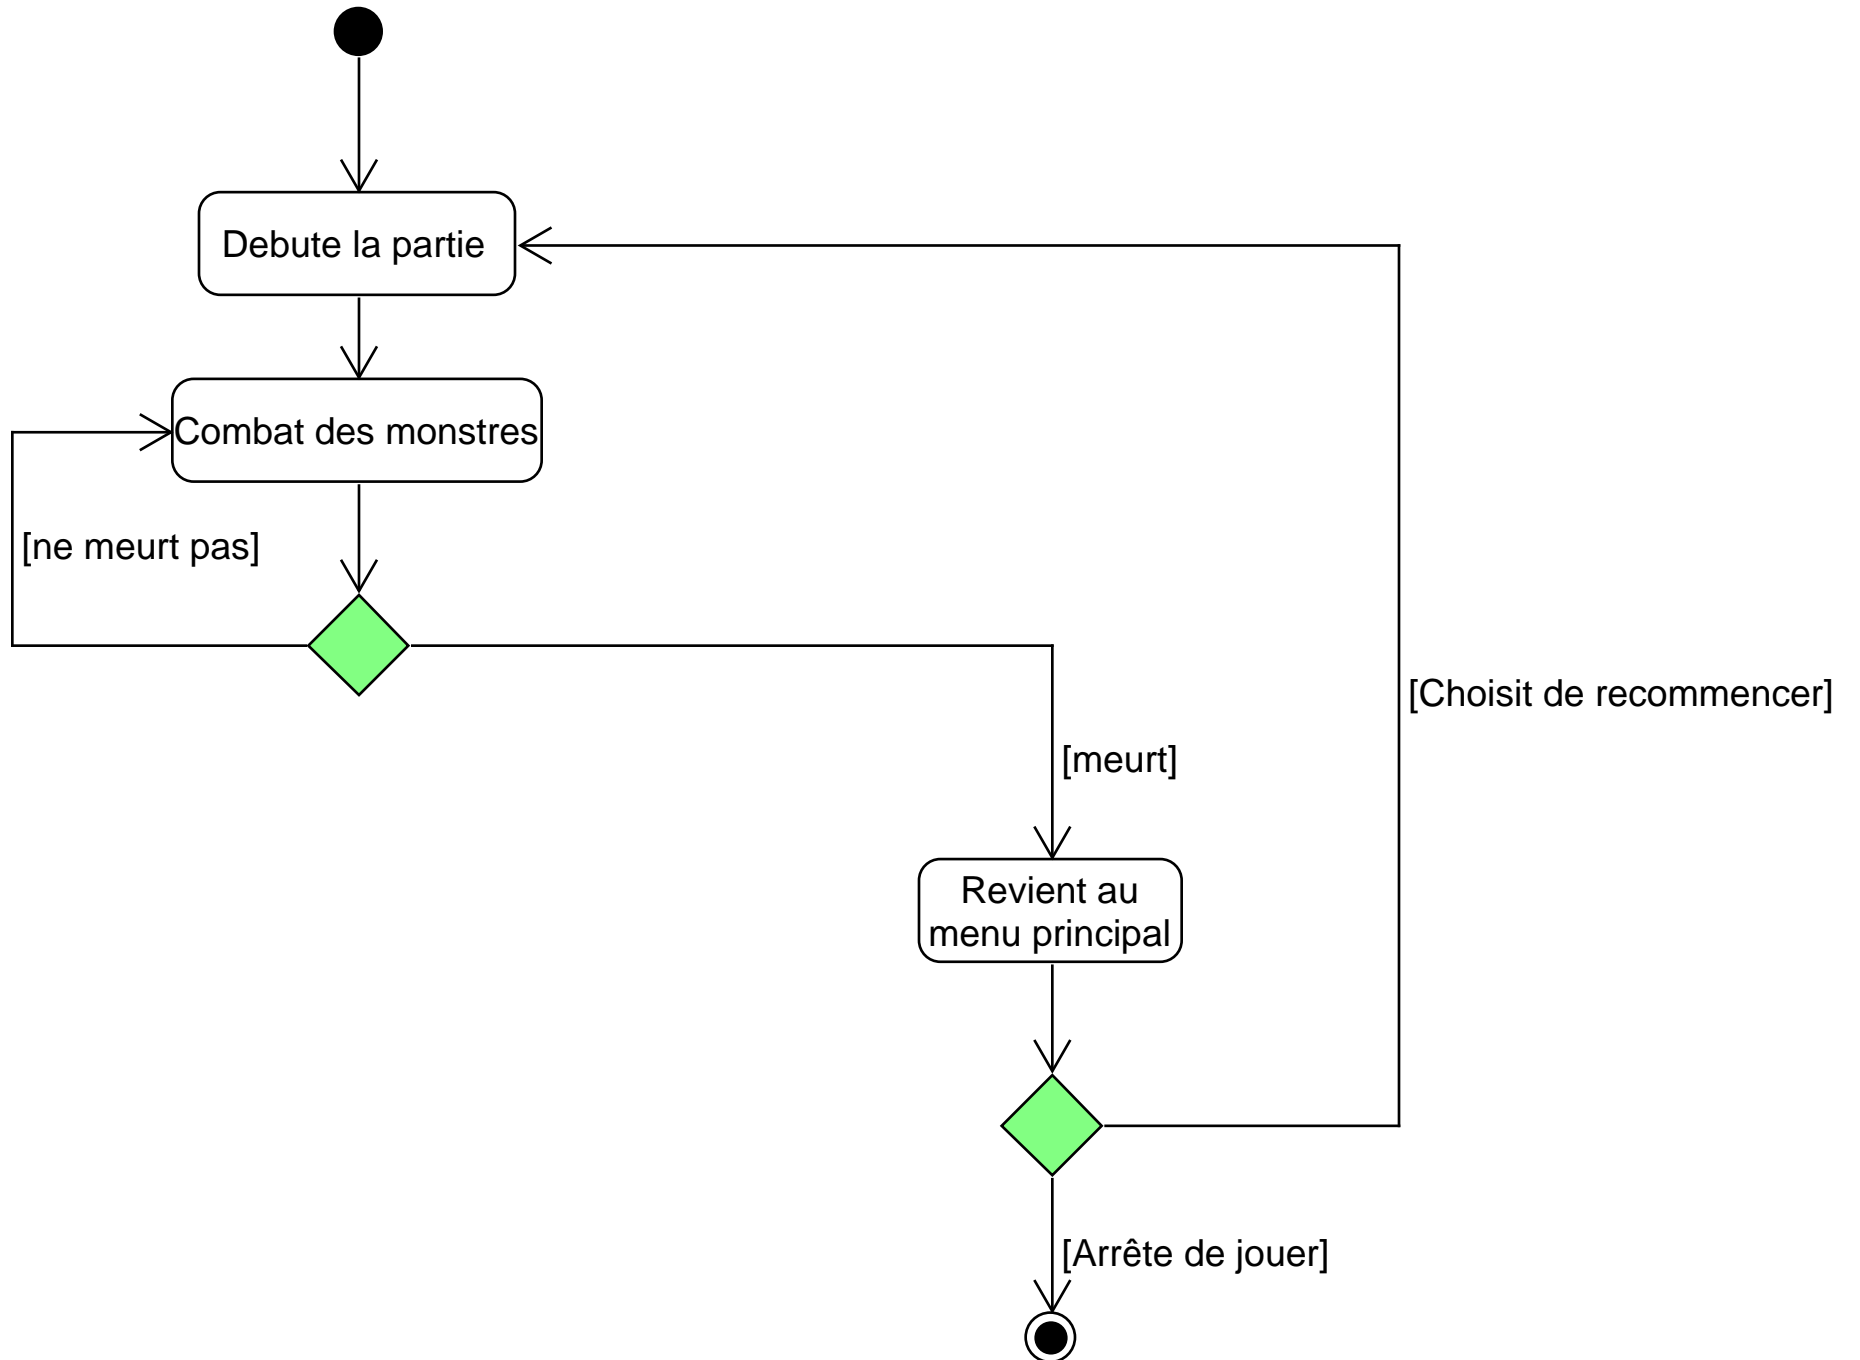 Debute la partie
Combat des monstres
[ne meurt pas]
[Choisit de recommencer]
[meurt]
Revient au
menu principal
[Arrête de jouer]